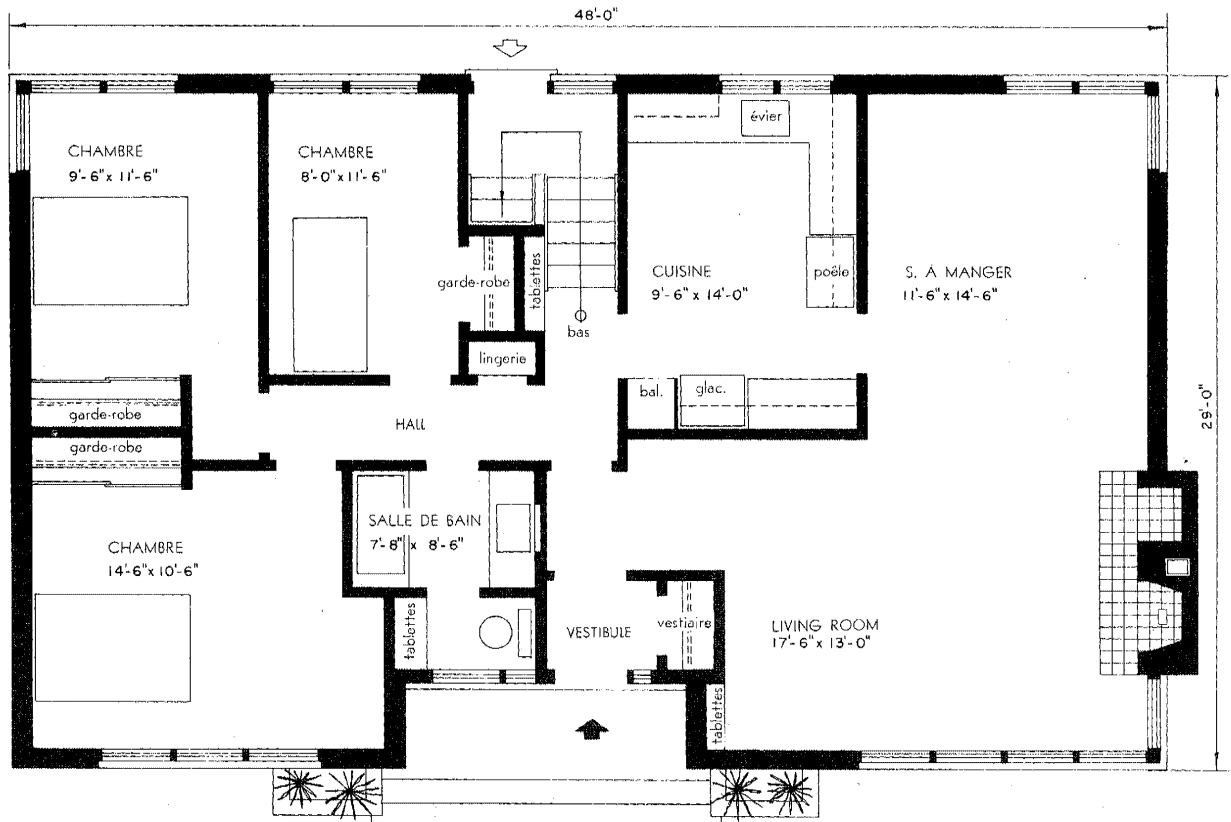 48'-0"
CHAMBRE
9'-6" x 11'-6"
CHAMBRE
8'-0" x 11'-6"
évier
garde-robe
tablettes
CUISINE
9'-6" x 14'-0"
poêle
S. À MANGER
11'-6" x 14'-6"
bas
lingerie
garde-robe
bal.
glac.
HALL
garde-robe
29'-0"
SALLE DE BAIN
7'-8" x 8'-6"
CHAMBRE
14'-6" x 10'-6"
tablettes
VESTIBULE
vestiaire
LIVING ROOM
17'-6" x 13'-0"
tablettes